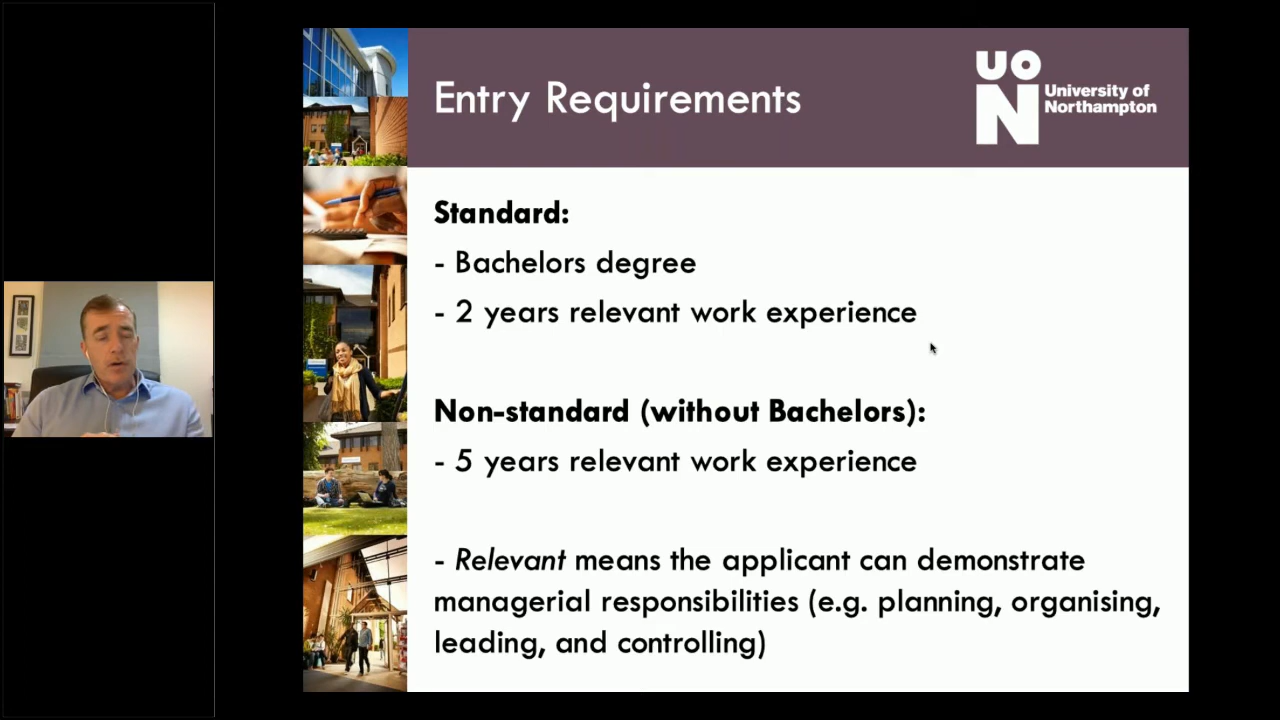 Entry Requirements
UON
University of
Northampton
Standard:
- Bachelors degree
- 2 years relevant work experience
Non-standard (without Bachelors):
- 5 years relevant work experience
- Relevant means the applicant can demonstrate
managerial responsibilities (e.g. planning, organising,
leading, and controlling)